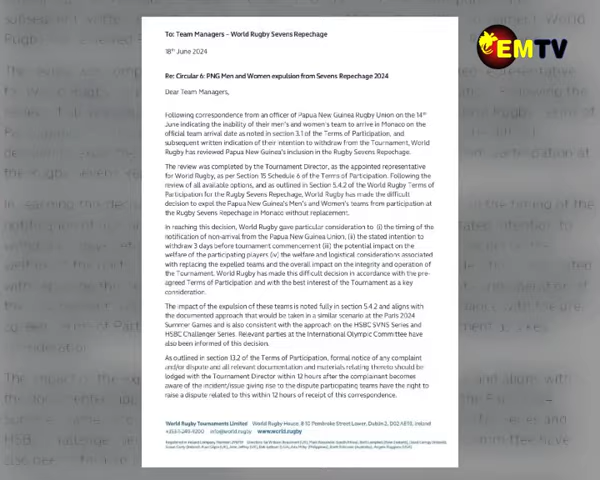 EMTV
To: Team Managers – World Rugby Sevens Repechage
18th June 2024
Re: Circular 6: PNG Men and Women expulsion from Sevens Repechage 2024
Dear Team Managers,
Following correspondence from an officer of Papua New Guinea Rugby Union on the 14th
June indicating the inability of their men's and women's team to arrive in Monaco on the
official team arrival date as noted in section 3.1 of the Terms of Participation, and
subsequent written indication of their intention to withdraw from the Tournament, World
Rugby has reviewed Papua New Guinea's inclusion in the Rugby Sevens Repechage.
The review was completed by the Tournament Director, as the appointed representative
for World Rugby, as per Section 15 Schedule 6 of the Terms of Participation. Following the
review of all available options, and as outlined in Section 5.4.2 of the World Rugby Terms of
Participation for the Rugby Sevens Repechage, World Rugby has made the difficult
decision to expel the Papua New Guinea's Men's and Women's teams from participation at
the Rugby Sevens Repechage in Monaco without replacement.
In reaching this decision, World Rugby gave particular consideration to (i) the timing of the
notification of non-arrival from the Papua New Guinea Union, (ii) the stated intention to
withdraw 3 days before tournament commencement (iii) the potential impact on the
welfare of the participating players (iv) the welfare and logistical considerations associated
with replacing the expelled teams and the overall impact on the integrity and operation of
the Tournament. World Rugby has made this difficult decision in accordance with the pre-
agreed Terms of Participation and with the best interest of the Tournament as a key
consideration.
The impact of the expulsion of these teams is noted fully in section 5.4.2 and aligns with
the documented approach that would be taken in a similar scenario at the Paris 2024
Summer Games and is also consistent with the approach on the HSBC SVNS Series and
HSBC Challenger Series. Relevant parties at the International Olympic Committee have
also been informed of this decision.
As outlined in section 13.2 of the Terms of Participation, formal notice of any complaint
and/or dispute and all relevant documentation and materials relating thereto should be
lodged with the Tournament Director within 12 hours after the complainant becomes
aware of the incident/issue giving rise to the dispute participating teams have the right to
raise a dispute related to this within 12 hours of receipt of this correspondence.
World Rugby Tournaments Limited World Rugby House, 8-10 Pembroke Street Lower, Dublin 2, D02 AE93, Ireland
info@world.rugby www.world.rugby